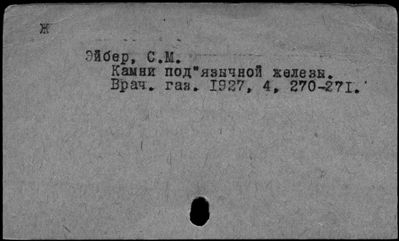 Ж
Эйбер, С.М.
Камни под"язычной железы.
Врач. газ. 1927, 4, 270-271.